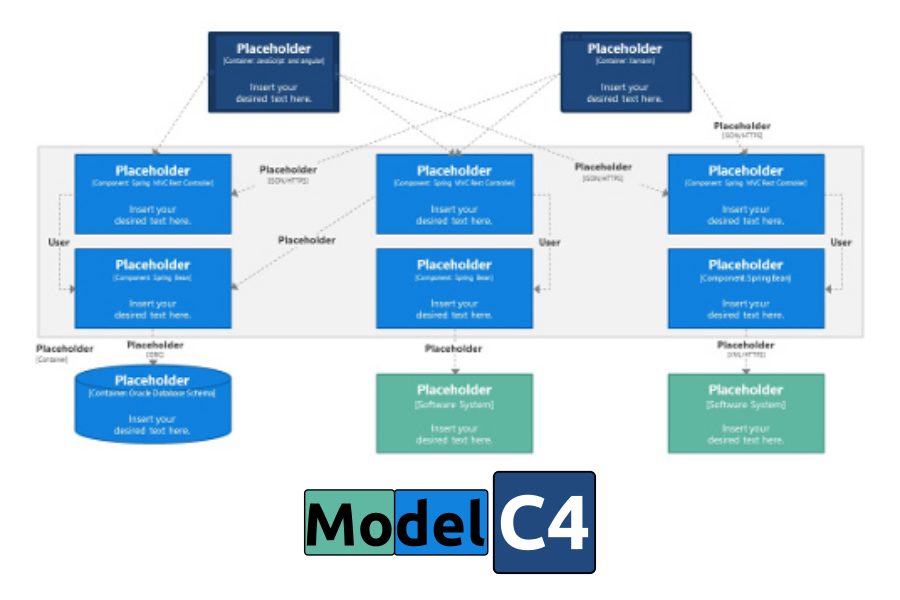 Placeholder
[Container: JavaScript and angular]
Insert your
desired text here.
Placeholder
[Container: Xamarin]
Insert your
desired text here.
Placeholder
[JSON/HTTPS]
Placeholder
[Component: Spring MVC Rest Controller]
Insert your
desired text here.
Placeholder
[JSON/HTTPS]
Placeholder
[Component: Spring MVC Rest Controller]
Insert your
desired text here.
Placeholder
[JSON/HTTPS]
Placeholder
[Component: Spring MVC Rest Controller]
Insert your
desired text here.
User
Placeholder
User
User
Placeholder
[Component: Spring Bean]
Insert your
desired text here.
Placeholder
[Component: Spring Bean]
Insert your
desired text here.
Placeholder
[Component: Spring Bean]
Insert your
desired text here.
Placeholder
[Container]
Placeholder
Placeholder
Placeholder
[XML/HTTPS]
Placeholder
[Container: Oracle Database Schema]
Insert your
desired text here.
Placeholder
[Software System]
Insert your
desired text here.
Placeholder
[Software System]
Insert your
desired text here.
Model C4